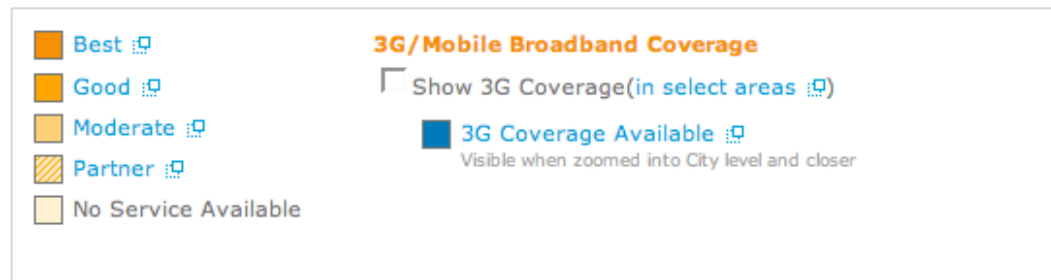 Best
Good
Moderate
Partner
No Service Available
3G/Mobile Broadband Coverage
Show 3G Coverage(in select areas )
3G Coverage Available
Visible when zoomed into City level and closer